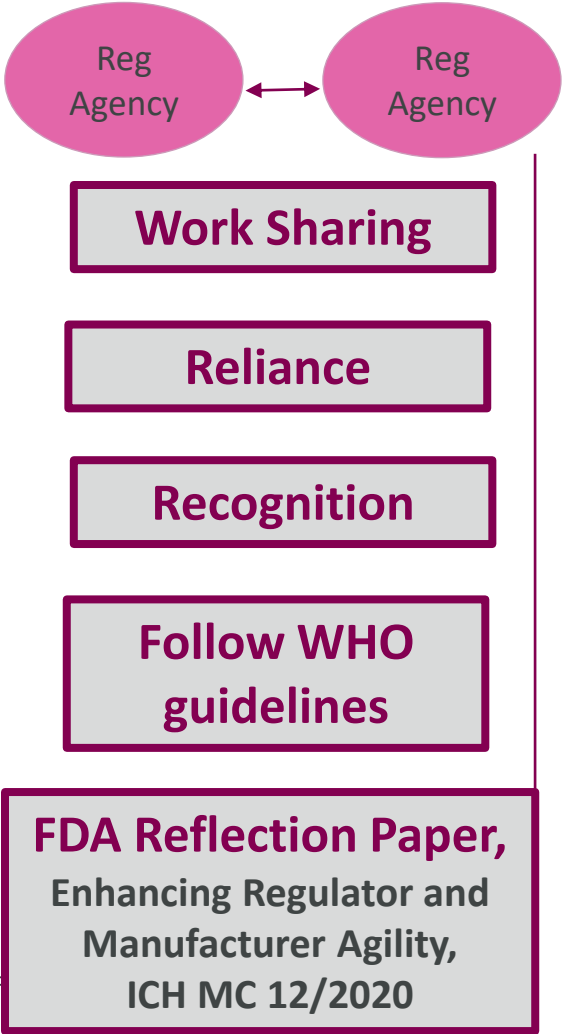 Reg
Agency
Reg
Agency
Work Sharing
Reliance
Recognition
Follow WHO
guidelines
FDA Reflection Paper,
Enhancing Regulator and
Manufacturer Agility,
ICH MC 12/2020